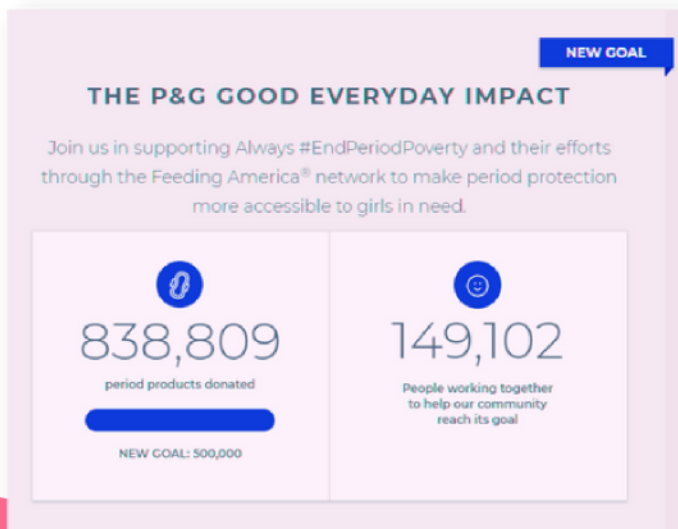 NEW GOAL
THE P&G GOOD EVERYDAY IMPACT
Join us in supporting Always #EndPeriodPoverty and their efforts
through the Feeding America® network to make period protection
more accessible to girls in need.
838,809
period products donated
NEW GOAL: 500,000
149,102
People working together
to help our community
reach its goal